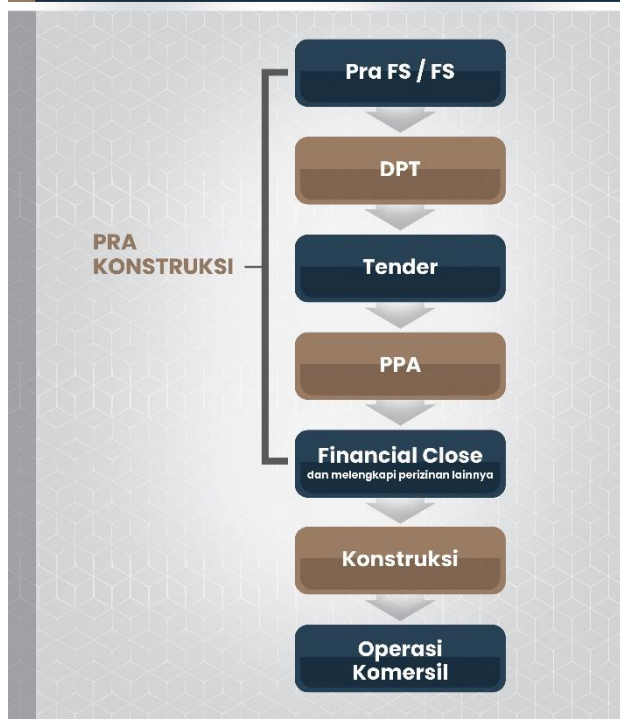 Pra FS / FS
DPT
PRA
KONSTRUKSI
Tender
PPA
Financial Close
dan melengkapi perizinan lainnya
Konstruksi
Operasi
Komersil